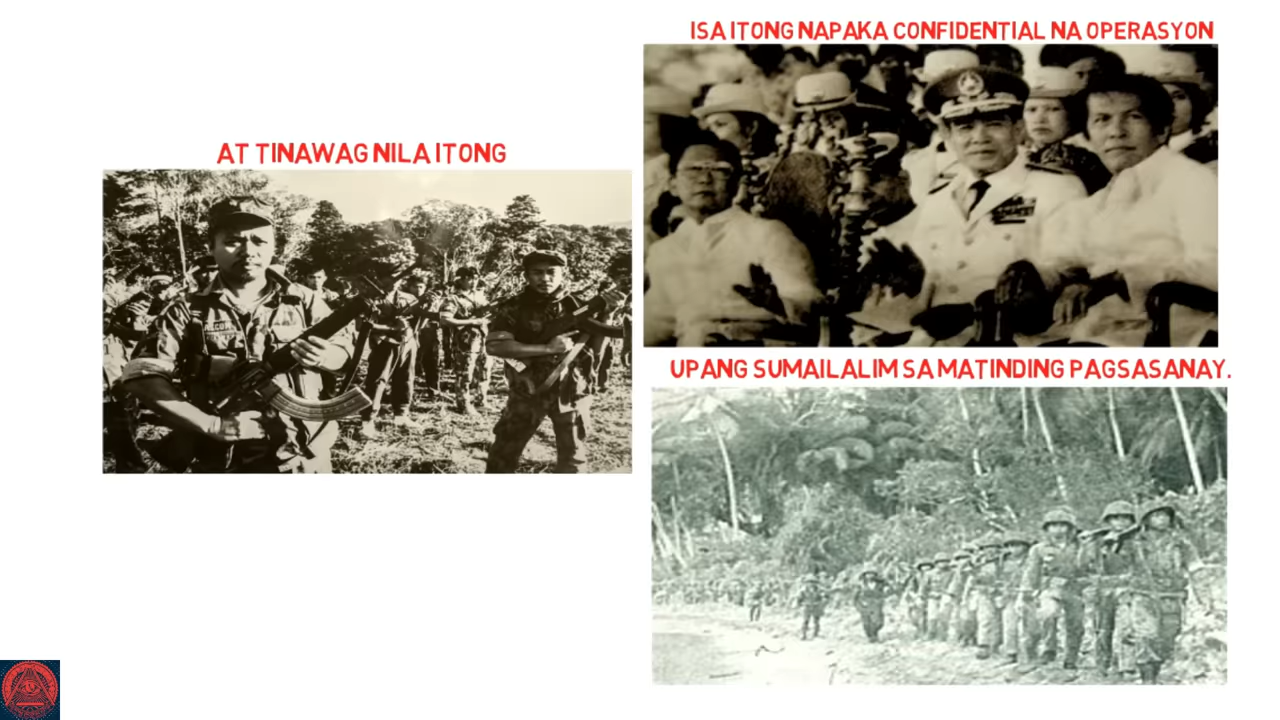 ISA ITONG NAPAKA CONFIDENTIAL NA OPERASYON
AT TINAWAG NILA ITONG
UPANG SUMAILALIM SA MATINDING PAGSASANAY.